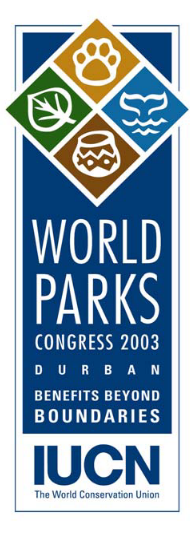 WORLD
PARKS
CONGRESS 2003
DURBAN
BENEFITS BEYOND
BOUNDARIES
IUCN
The World Conservation Union